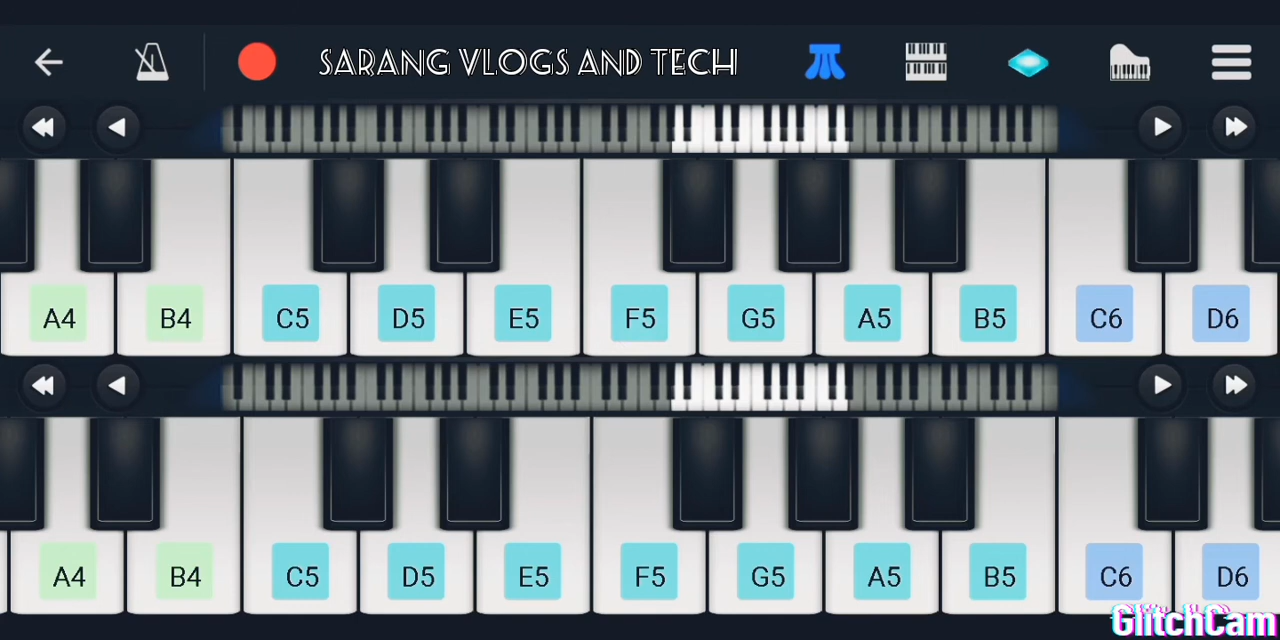 SARANG VLOGS AND TECH
A4 B4 C5 D5 E5 F5 G5 A5 B5 C6 D6
A4 B4 C5 D5 E5 F5 G5 A5 B5 C6 D6
GlitchCam